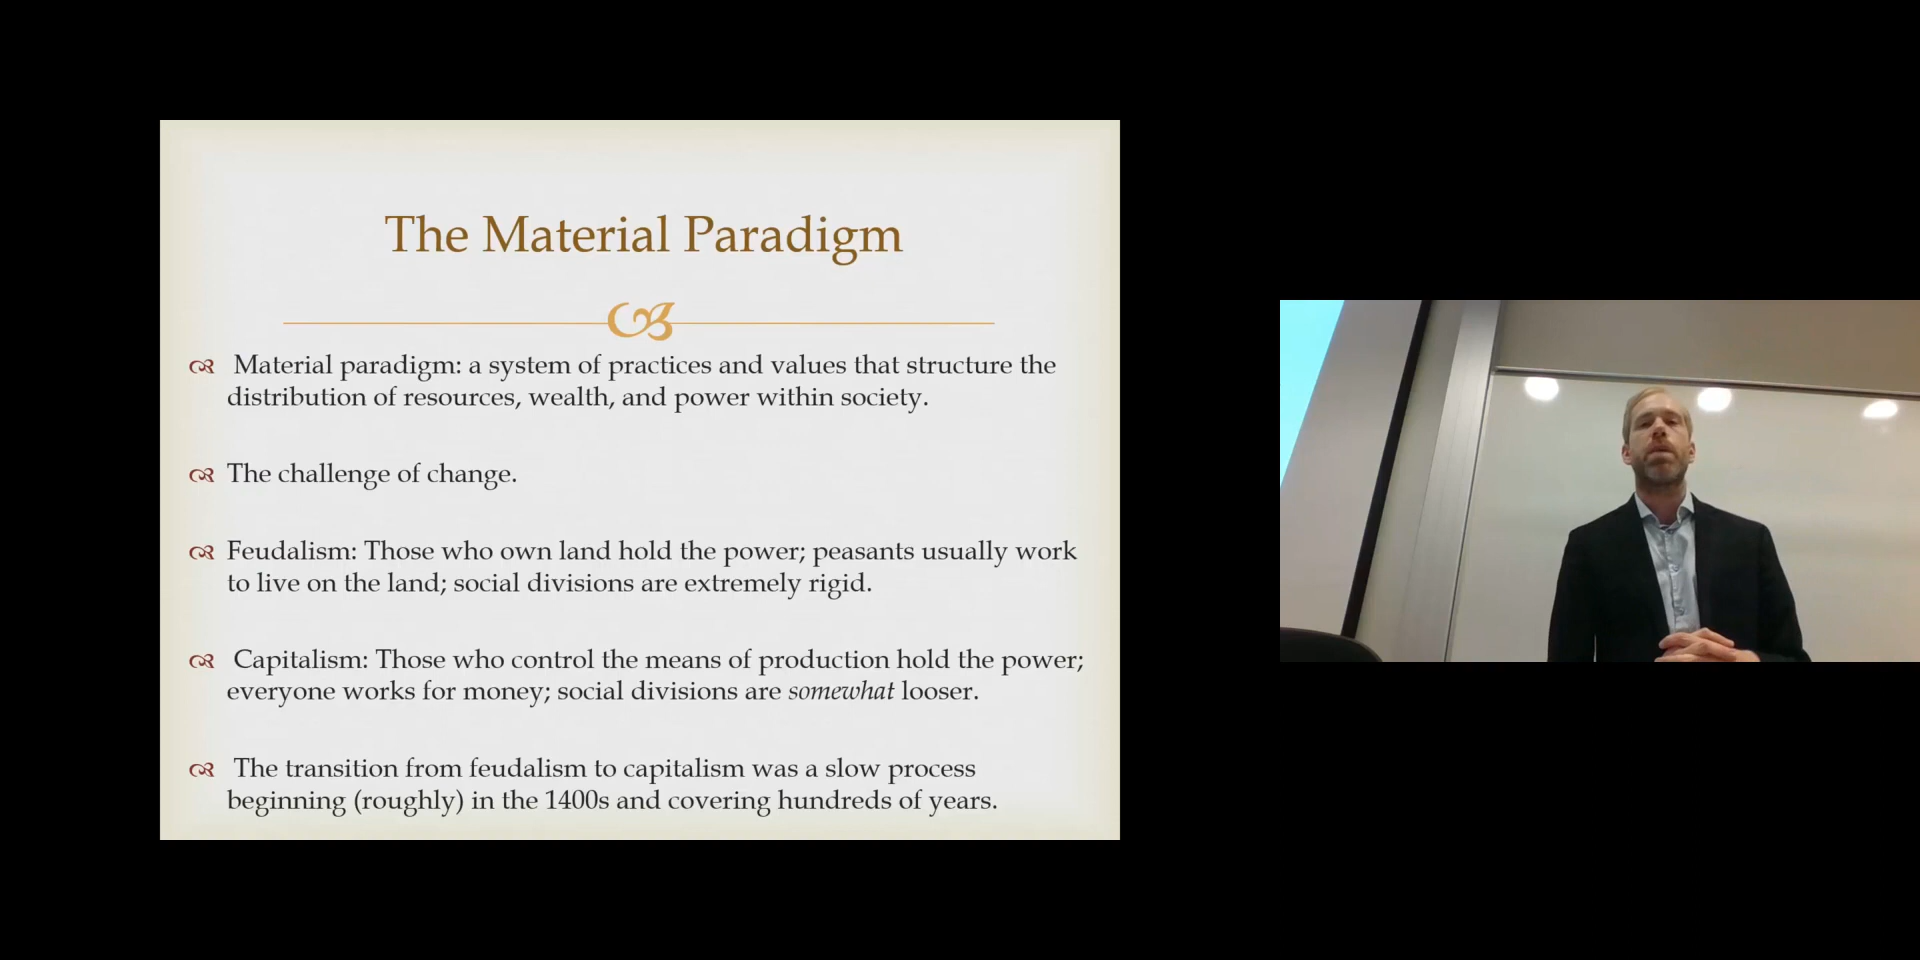 The Material Paradigm
Material paradigm: a system of practices and values that structure the
distribution of resources, wealth, and power within society.
The challenge of change.
Feudalism: Those who own land hold the power; peasants usually work
to live on the land; social divisions are extremely rigid.
Capitalism: Those who control the means of production hold the power;
everyone works for money; social divisions are somewhat looser.
The transition from feudalism to capitalism was a slow process
beginning (roughly) in the 1400s and covering hundreds of years.